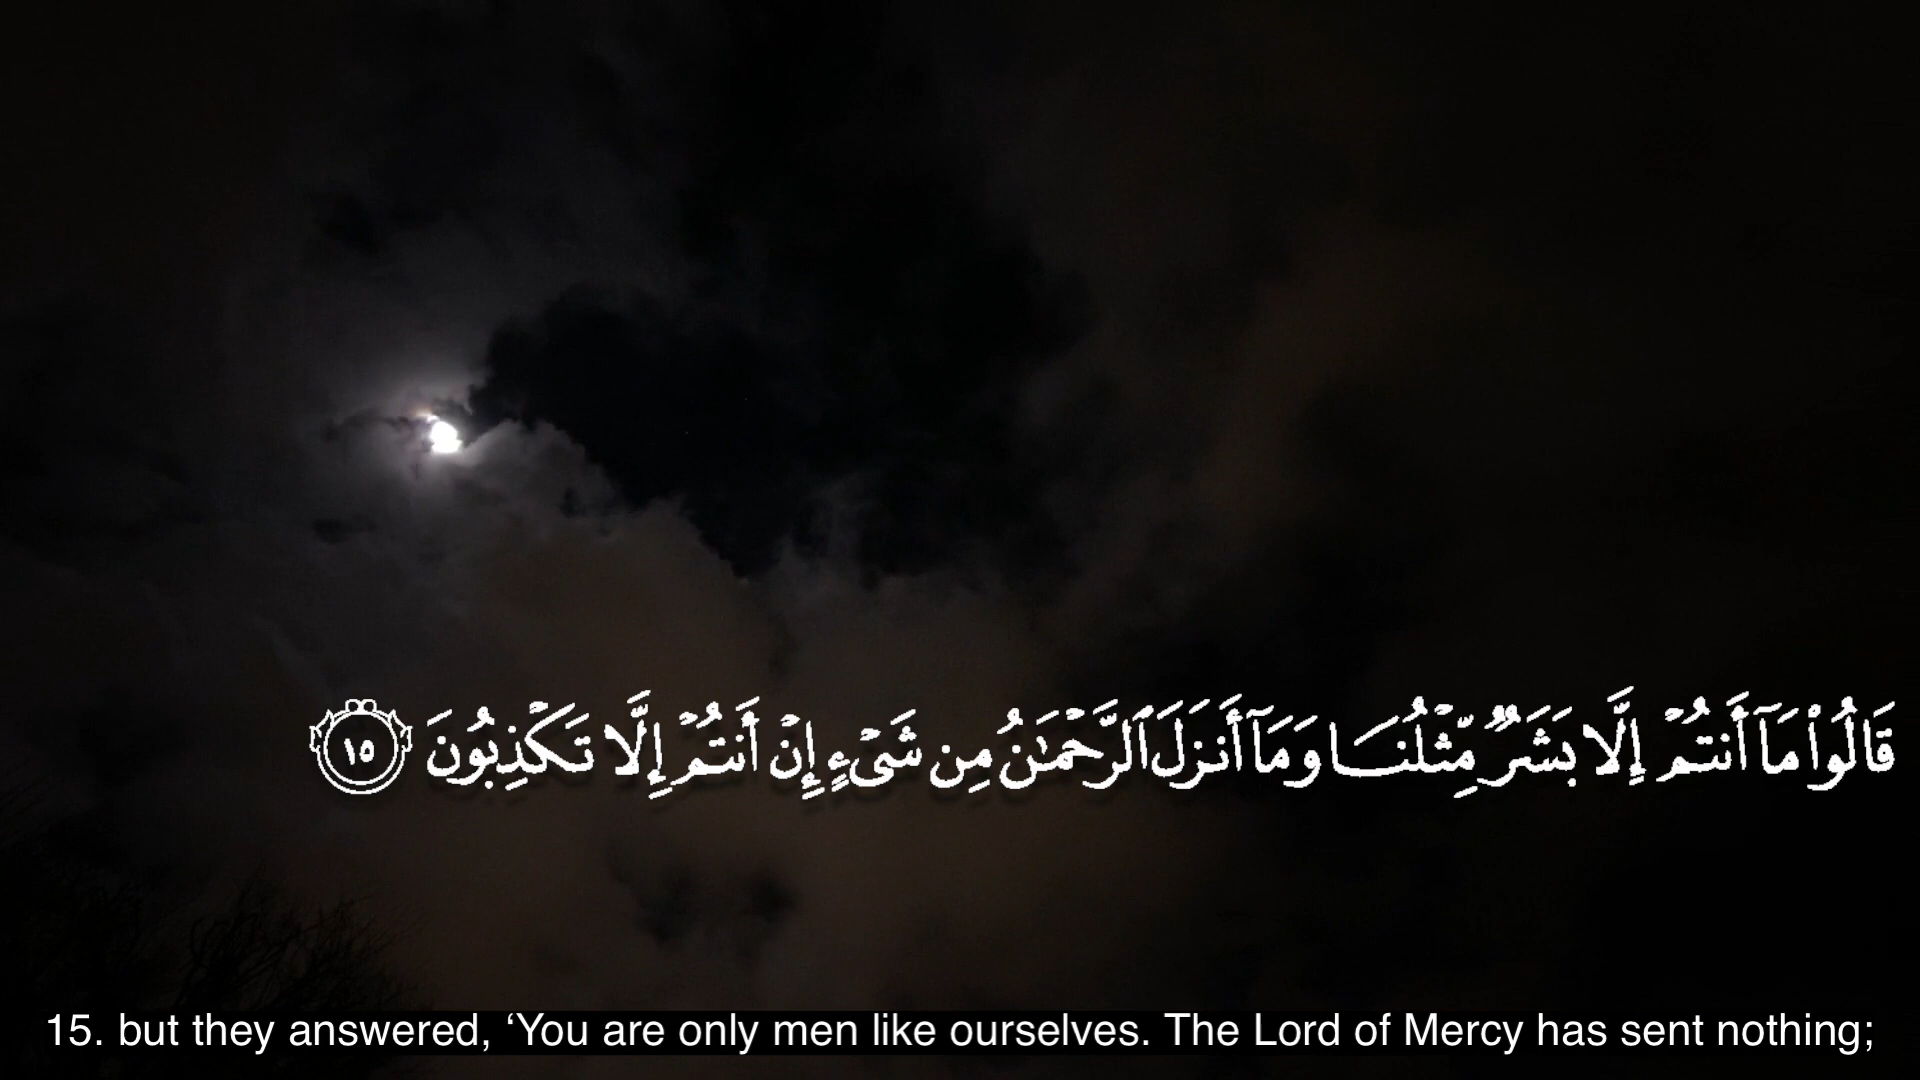 قَالُوا۟ مَآ أَنتُمْ إِلَّا بَشَرٌ مِّثْلُنَا وَمَآ أَنزَلَ ٱلرَّحْمَٰنُ مِن شَىْءٍ إِنْ أَنتُمْ إِلَّا تَكْذِبُونَ ١٥
15. but they answered, ‘You are only men like ourselves. The Lord of Mercy has sent nothing;